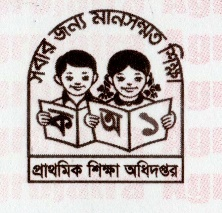 সবার জন্য মানসম্মত শিক্ষা
ক অ ১
প্রাথমিক শিক্ষা অধিদপ্তর